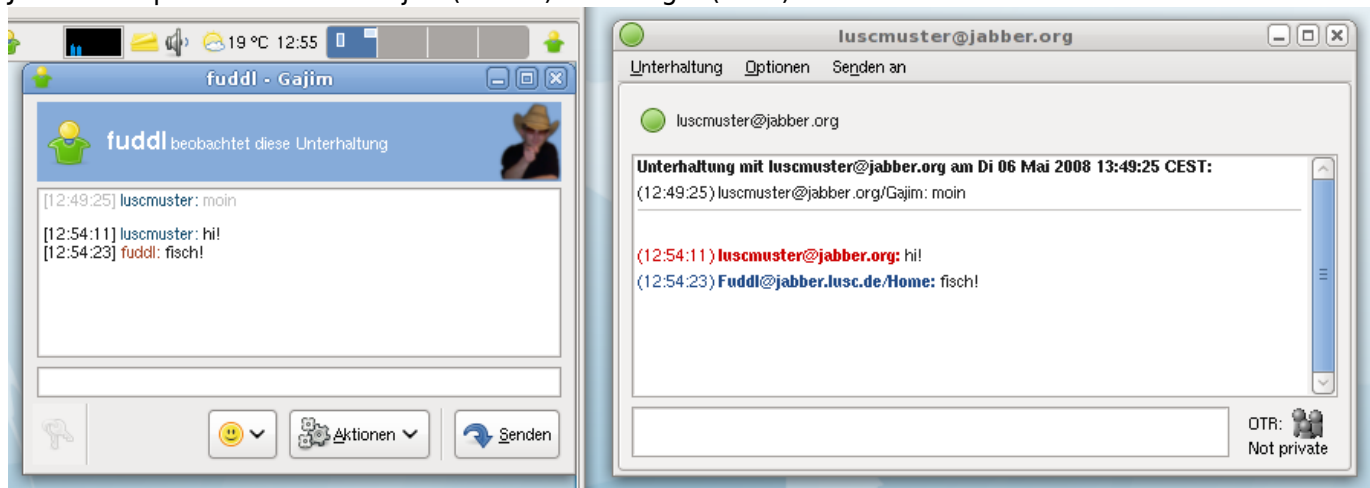 19 °C 12:55
fuddl - Gajim
fuddl beobachtet diese Unterhaltung
[12:49:25] luscmuster: moin
[12:54:11] luscmuster: hi!
[12:54:23] fuddl: fisch!
Aktionen
Senden
luscmuster@jabber.org
Unterhaltung Optionen Senden an
luscmuster@jabber.org
Unterhaltung mit luscmuster@jabber.org am Di 06 Mai 2008 13:49:25 CEST:
(12:49:25) luscmuster@jabber.org/Gajim: moin
(12:54:11) luscmuster@jabber.org: hi!
(12:54:23) Fuddl@jabber.lusc.de/Home: fisch!
OTR:
Not private